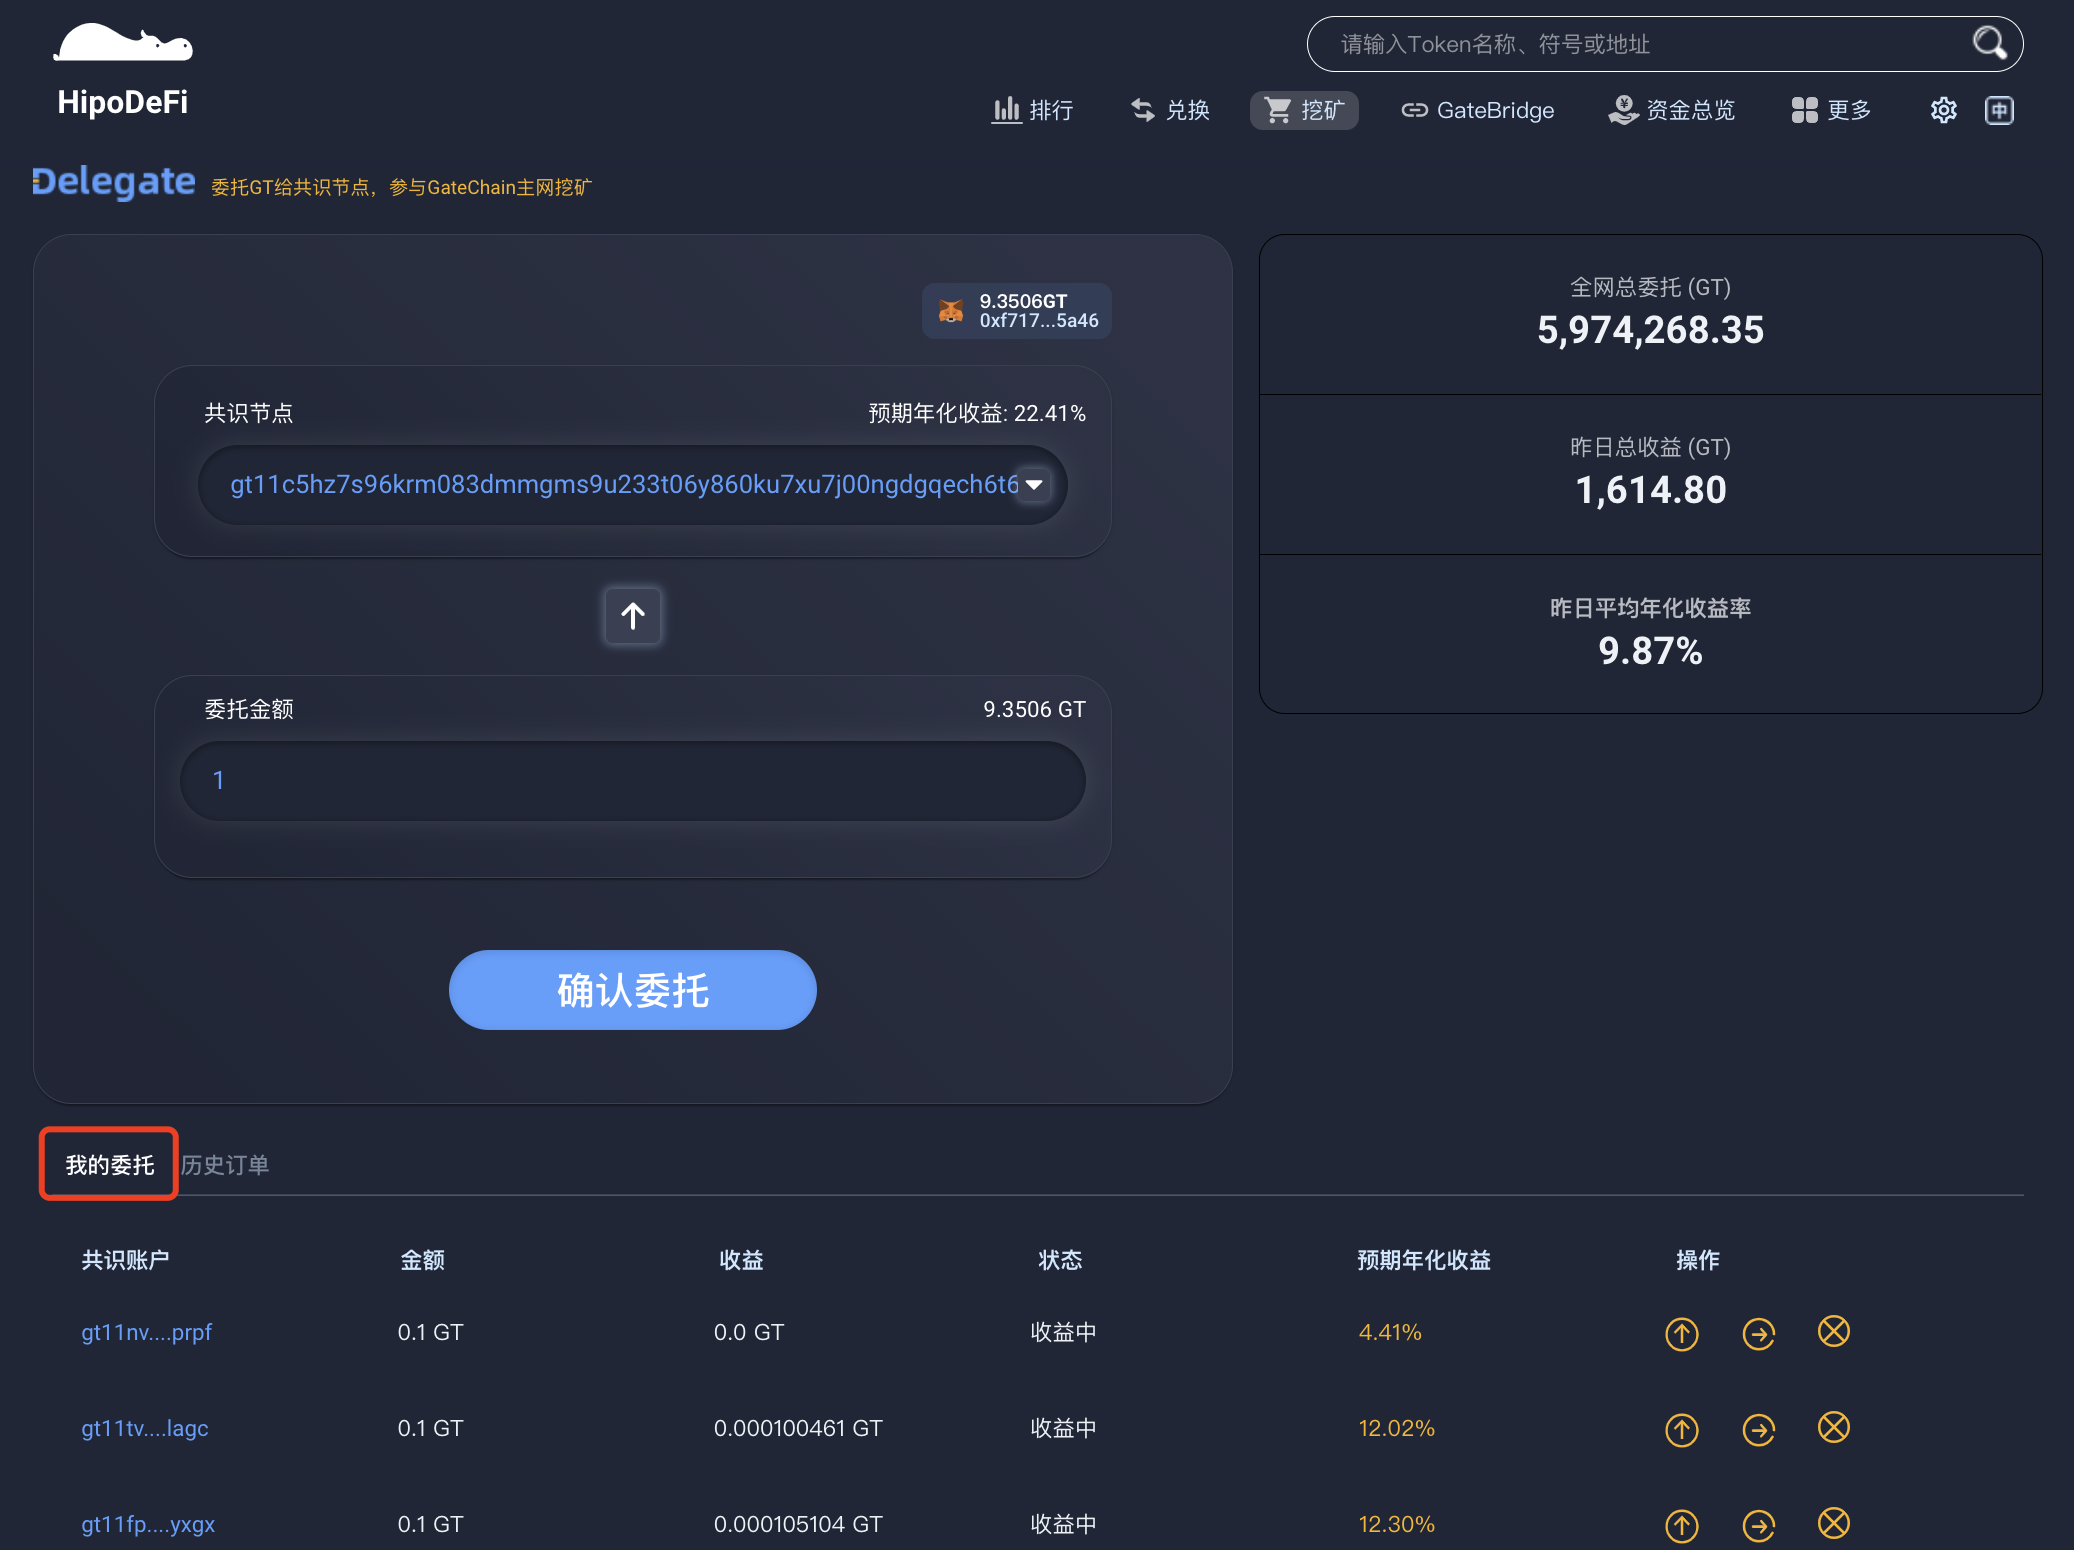 HipoDeFi
请输入Token名称、符号或地址
排行 兑换 挖矿 GateBridge 资金总览 更多 中
Delegate 委托GT给共识节点，参与GateChain主网挖矿
9.3506GT
0xf717...5a46
共识节点 预期年化收益: 22.41%
gt11c5hz7s96krm083dmmgms9u233t06y860ku7xu7j00ngdgqech6t6
委托金额 9.3506 GT
1
确认委托
全网总委托 (GT)
5,974,268.35
昨日总收益 (GT)
1,614.80
昨日平均年化收益率
9.87%
我的委托 历史订单
共识账户 金额 收益 状态 预期年化收益 操作
gt11nv....prpf 0.1 GT 0.0 GT 收益中 4.41%
gt11tv....lagc 0.1 GT 0.000100461 GT 收益中 12.02%
gt11fp....yxgx 0.1 GT 0.000105104 GT 收益中 12.30%